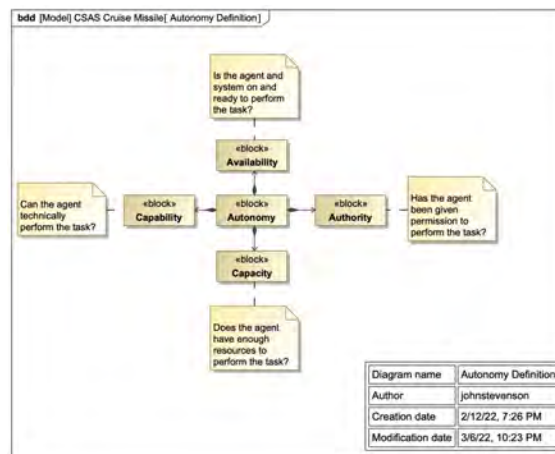 bdd [Model] CSAS Cruise Missile[ Autonomy Definition]
Is the agent and
system on and
ready to perform
the task?
«block»
Availability
Can the agent
technically
perform the task?
«block»
Capability
«block»
Autonomy
«block»
Authority
Has the agent
been given
permission to
perform the task?
«block»
Capacity
Does the agent
have enough
resources to
perform the task?
Diagram name Autonomy Definition
Author johnstevenson
Creation date 2/12/22, 7:26 PM
Modification date 3/6/22, 10:23 PM